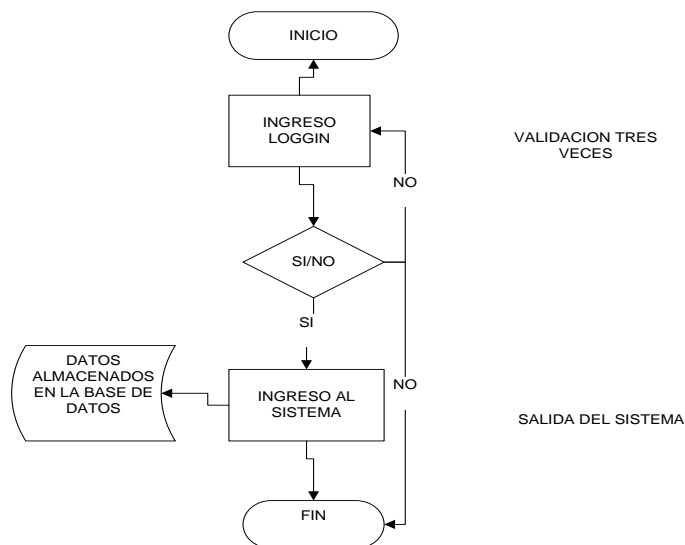 INICIO
INGRESO
LOGGIN
VALIDACION TRES
VECES
NO
SI/NO
SI
DATOS
ALMACENADOS
EN LA BASE DE
DATOS
INGRESO AL
SISTEMA
NO
SALIDA DEL SISTEMA
FIN